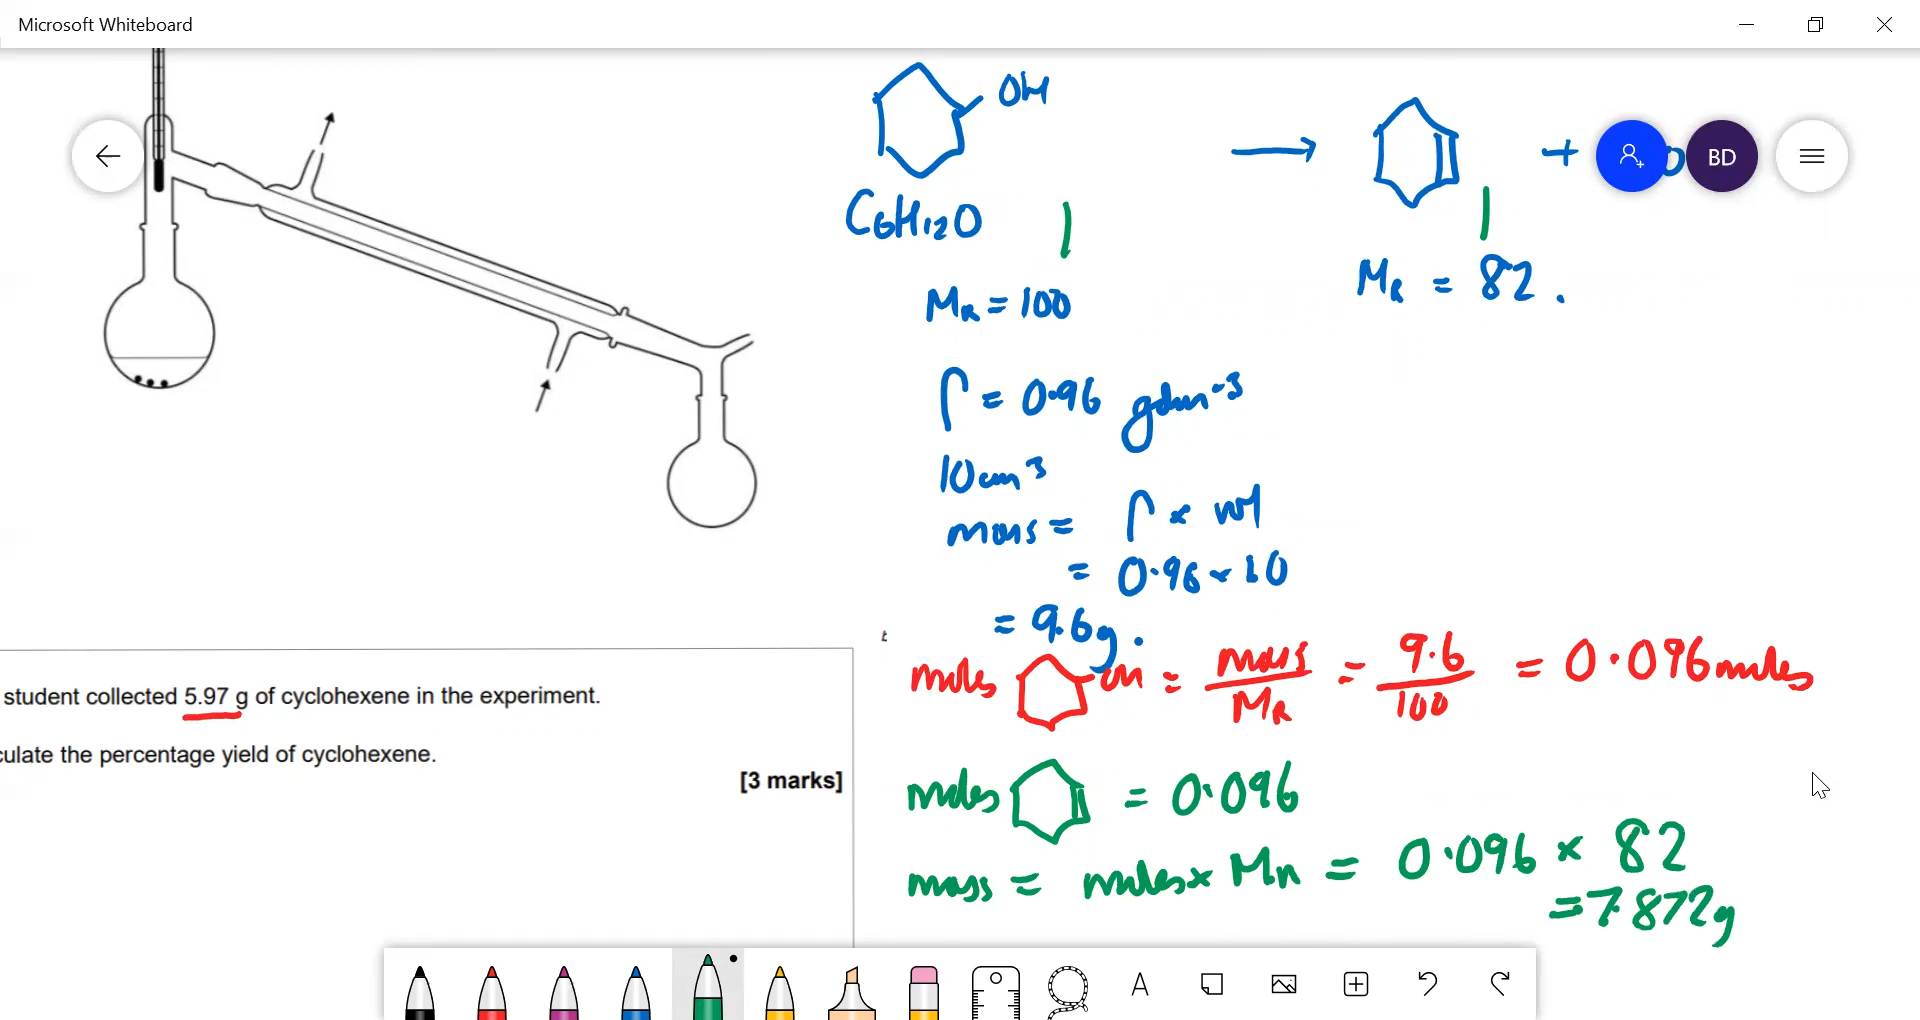 Microsoft Whiteboard
OH
→
+
BD
C6H12O
MR = 100
MR = 82.
ρ = 0.96 gdm⁻³
10cm³
mass = ρ × vol
= 0.96 × 10
= 9.6g.
student collected 5.97 g of cyclohexene in the experiment.
culate the percentage yield of cyclohexene.
[3 marks]
t
moles OH = mass / MR = 9.6 / 100 = 0.096 moles
moles = 0.096
mass = moles × MR = 0.096 × 82
= 7.872g
A